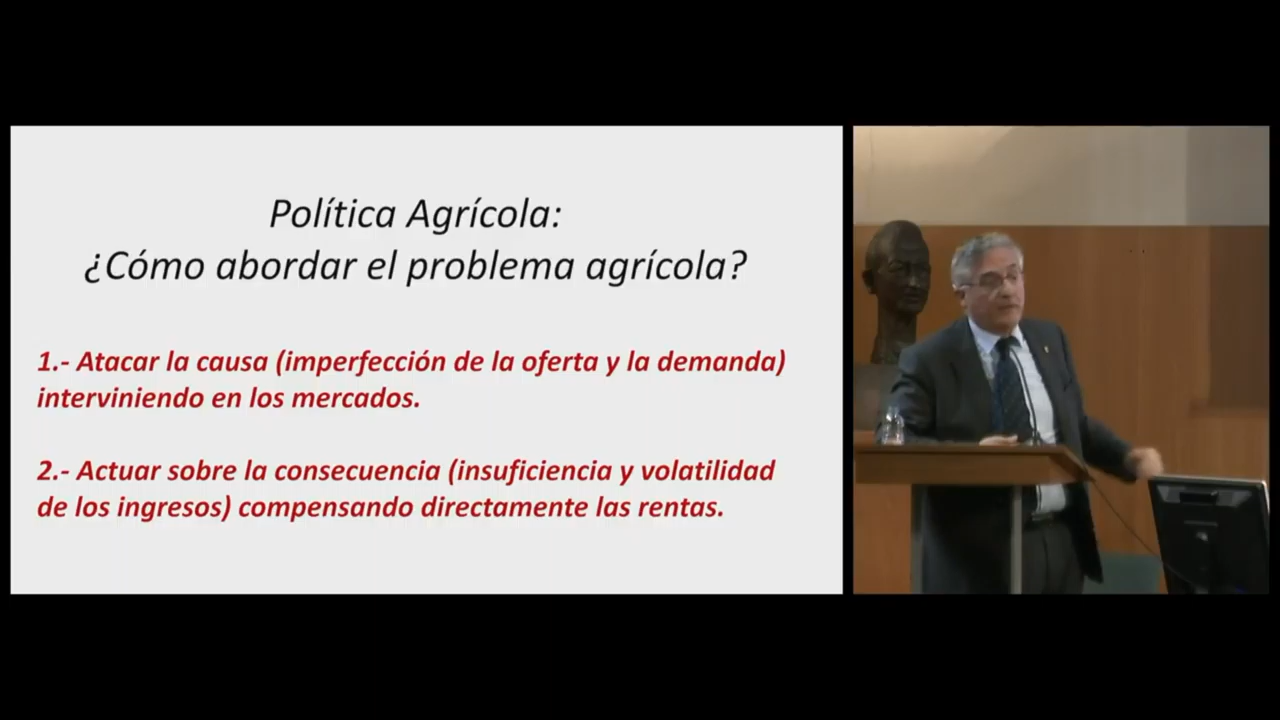 Política Agrícola:
¿Cómo abordar el problema agrícola?
1.- Atacar la causa (imperfección de la oferta y la demanda)
interviniendo en los mercados.
2.- Actuar sobre la consecuencia (insuficiencia y volatilidad
de los ingresos) compensando directamente las rentas.